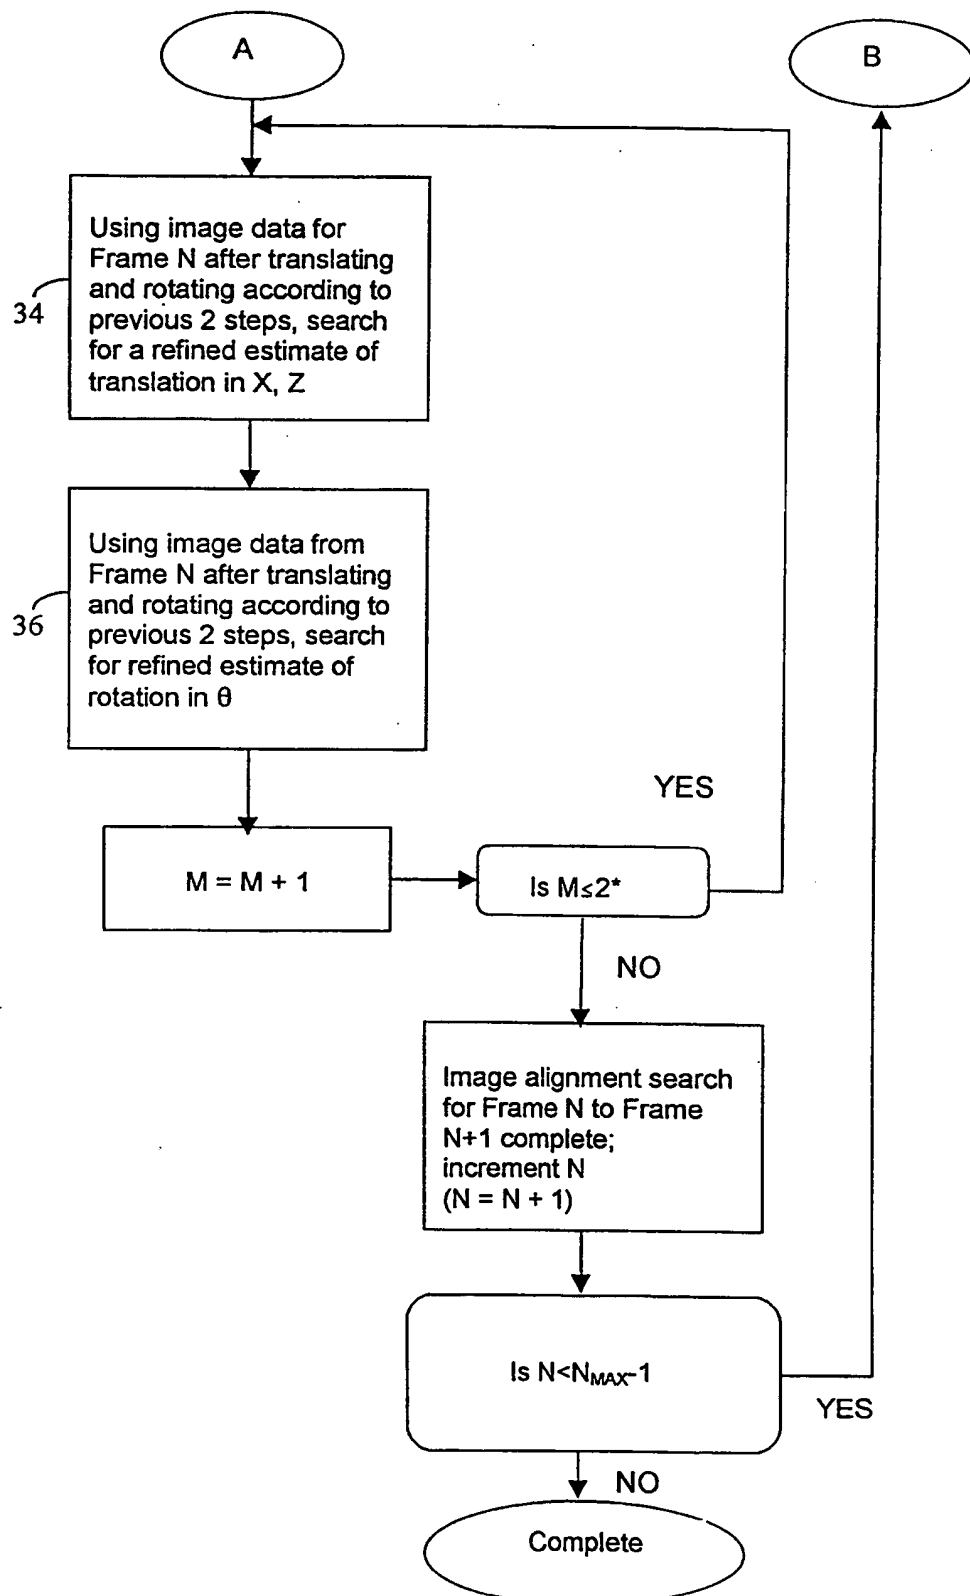 A
B
Using image data for
Frame N after translating
and rotating according to
previous 2 steps, search
for a refined estimate of
translation in X, Z
34
Using image data from
Frame N after translating
and rotating according to
previous 2 steps, search
for refined estimate of
rotation in θ
36
YES
M = M + 1
Is M≤2*
NO
Image alignment search
for Frame N to Frame
N+1 complete;
increment N
(N = N + 1)
Is N<NMAX-1
YES
NO
Complete